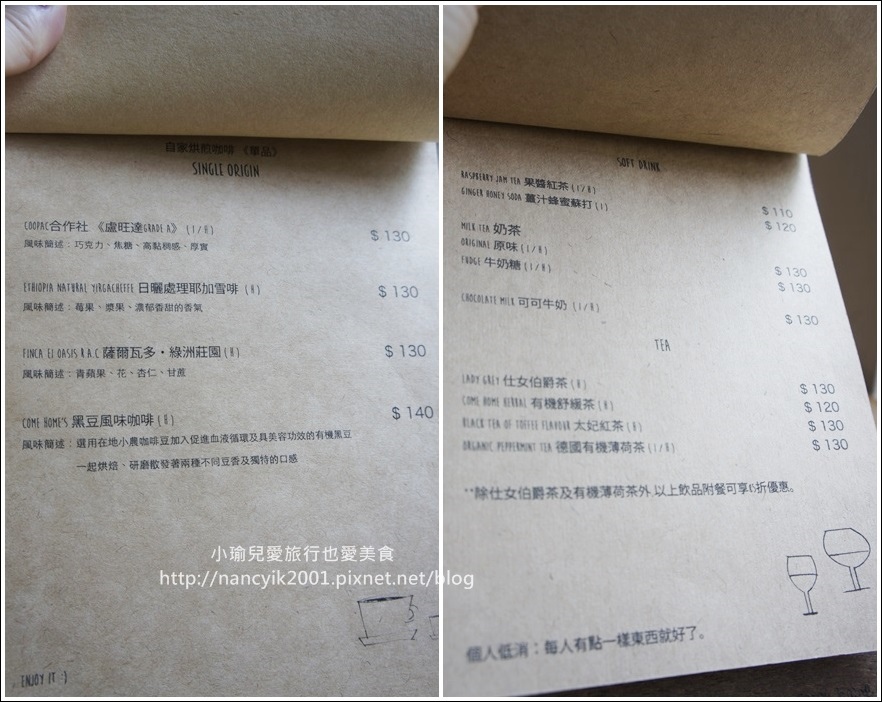 自家烘焙咖啡 《單品》
SINGLE ORIGIN
COOPAC合作社 《盧旺達GRADE A》 (I/H)
$ 130
風味簡述：巧克力、焦糖、高黏稠感、厚實
ETHIOPIA NATURAL YIRGACHEFFE 日曬處理耶加雪啡 (H)
$ 130
風味簡述：莓果、漿果、濃郁香甜的香氣
FINCA EL OASIS R.A.C 薩爾瓦多・綠洲莊園 (H)
$ 130
風味簡述：青蘋果、花、杏仁、甘蔗
COME HOME'S 黑豆風味咖啡 (H)
$ 140
風味簡述：選用在地小農咖啡豆加入促進血液循環及具美容功效的有機黑豆
一起烘焙、研磨散發著兩種不同豆香及獨特的口感
ENJOY IT :)
SOFT DRINK
RASPBERRY JAM TEA 果醬紅茶 (I/H)
$ 110
GINGER HONEY SODA 薑汁蜂蜜蘇打 (I)
$ 120
MILK TEA 奶茶
ORIGINAL 原味 (I/H)
$ 130
FUDGE 牛奶糖 (I/H)
$ 130
CHOCOLATE MILK 可可牛奶 (I/H)
$ 130
TEA
LADY GREY 仕女伯爵茶 (H)
$ 130
COME HOME HERBAL 有機舒緩茶 (H)
$ 120
BLACK TEA OF TOFFEE FLAVOUR 太妃紅茶 (H)
$ 130
ORGANIC PEPPERMINT TEA 德國有機薄荷茶 (I/H)
$ 130
**除仕女伯爵茶及有機薄荷茶外,以上飲品附餐可享折優惠。
個人低消：每人有點一樣東西就好了。
小瑜兒愛旅行也愛美食
http://nancyik2001.pixnet.net/blog